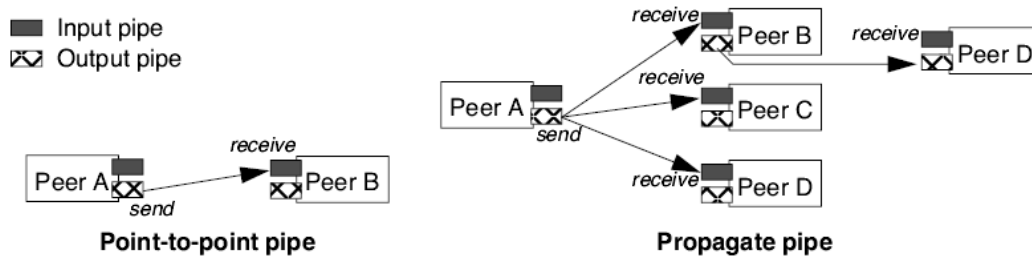 Input pipe
Output pipe
Peer A
send
receive
Peer B
Point-to-point pipe
Peer A
send
receive
Peer B
receive
Peer D
receive
Peer C
receive
Peer D
Propagate pipe